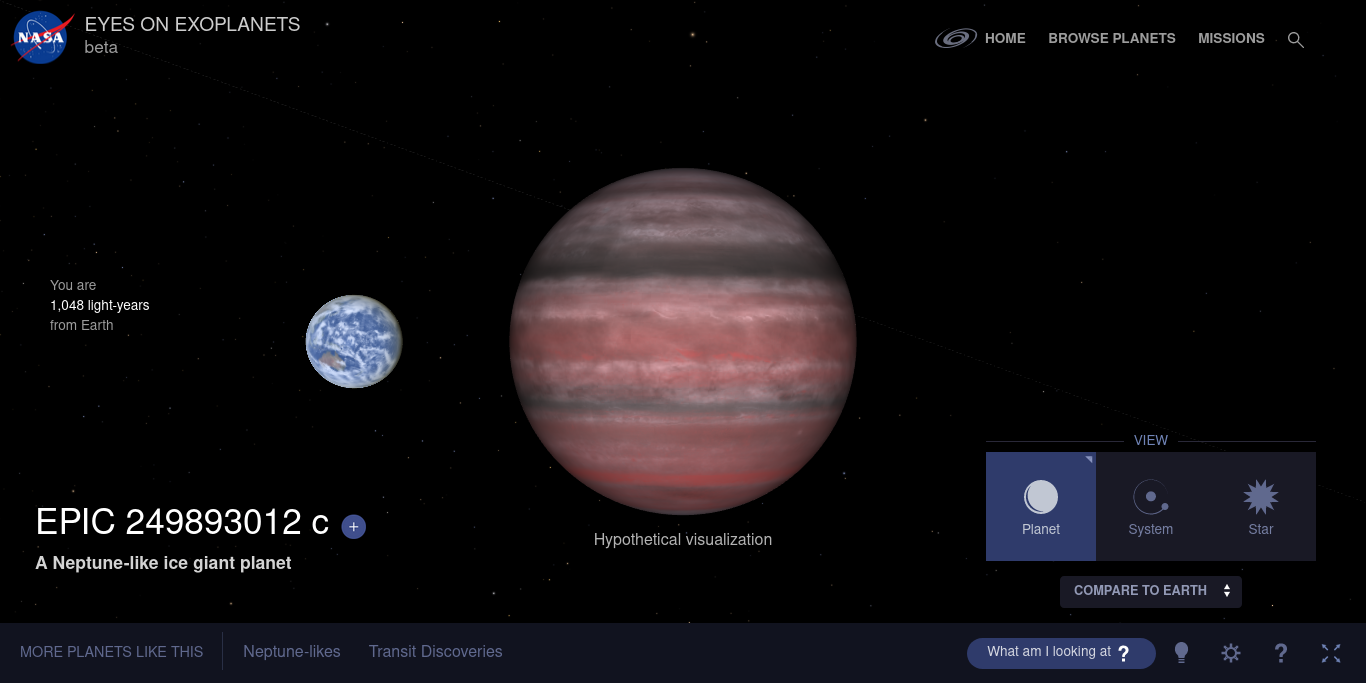 NASA
EYES ON EXOPLANETS
beta
HOME
BROWSE PLANETS
MISSIONS
You are
1,048 light-years
from Earth
EPIC 249893012 c +
A Neptune-like ice giant planet
Hypothetical visualization
VIEW
Planet
System
Star
COMPARE TO EARTH
MORE PLANETS LIKE THIS
Neptune-likes
Transit Discoveries
What am I looking at ?
?